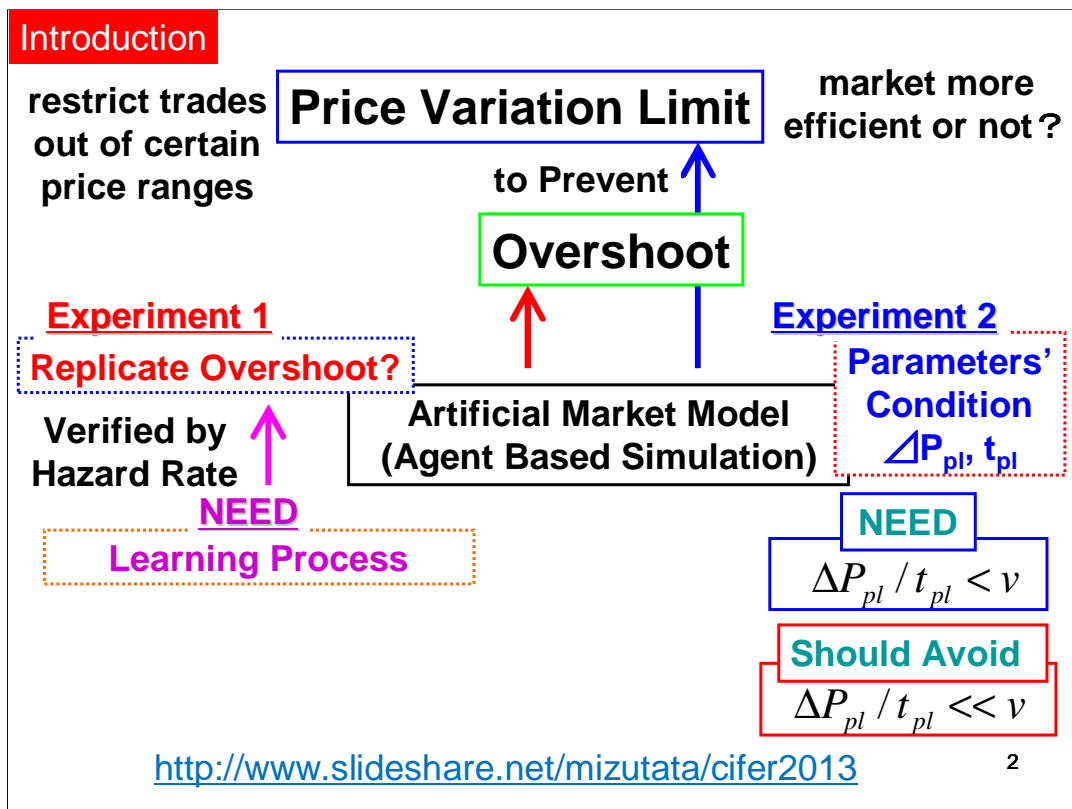 Introduction
restrict trades
out of certain
price ranges
Price Variation Limit
market more
efficient or not？
to Prevent
Overshoot
Experiment 1
Replicate Overshoot?
Verified by
Hazard Rate
NEED
Learning Process
Artificial Market Model
(Agent Based Simulation)
Experiment 2
Parameters’
Condition
⊿Ppl, tpl
NEED
ΔPpl / tpl < v
Should Avoid
ΔPpl / tpl << v
http://www.slideshare.net/mizutata/cifer2013
2